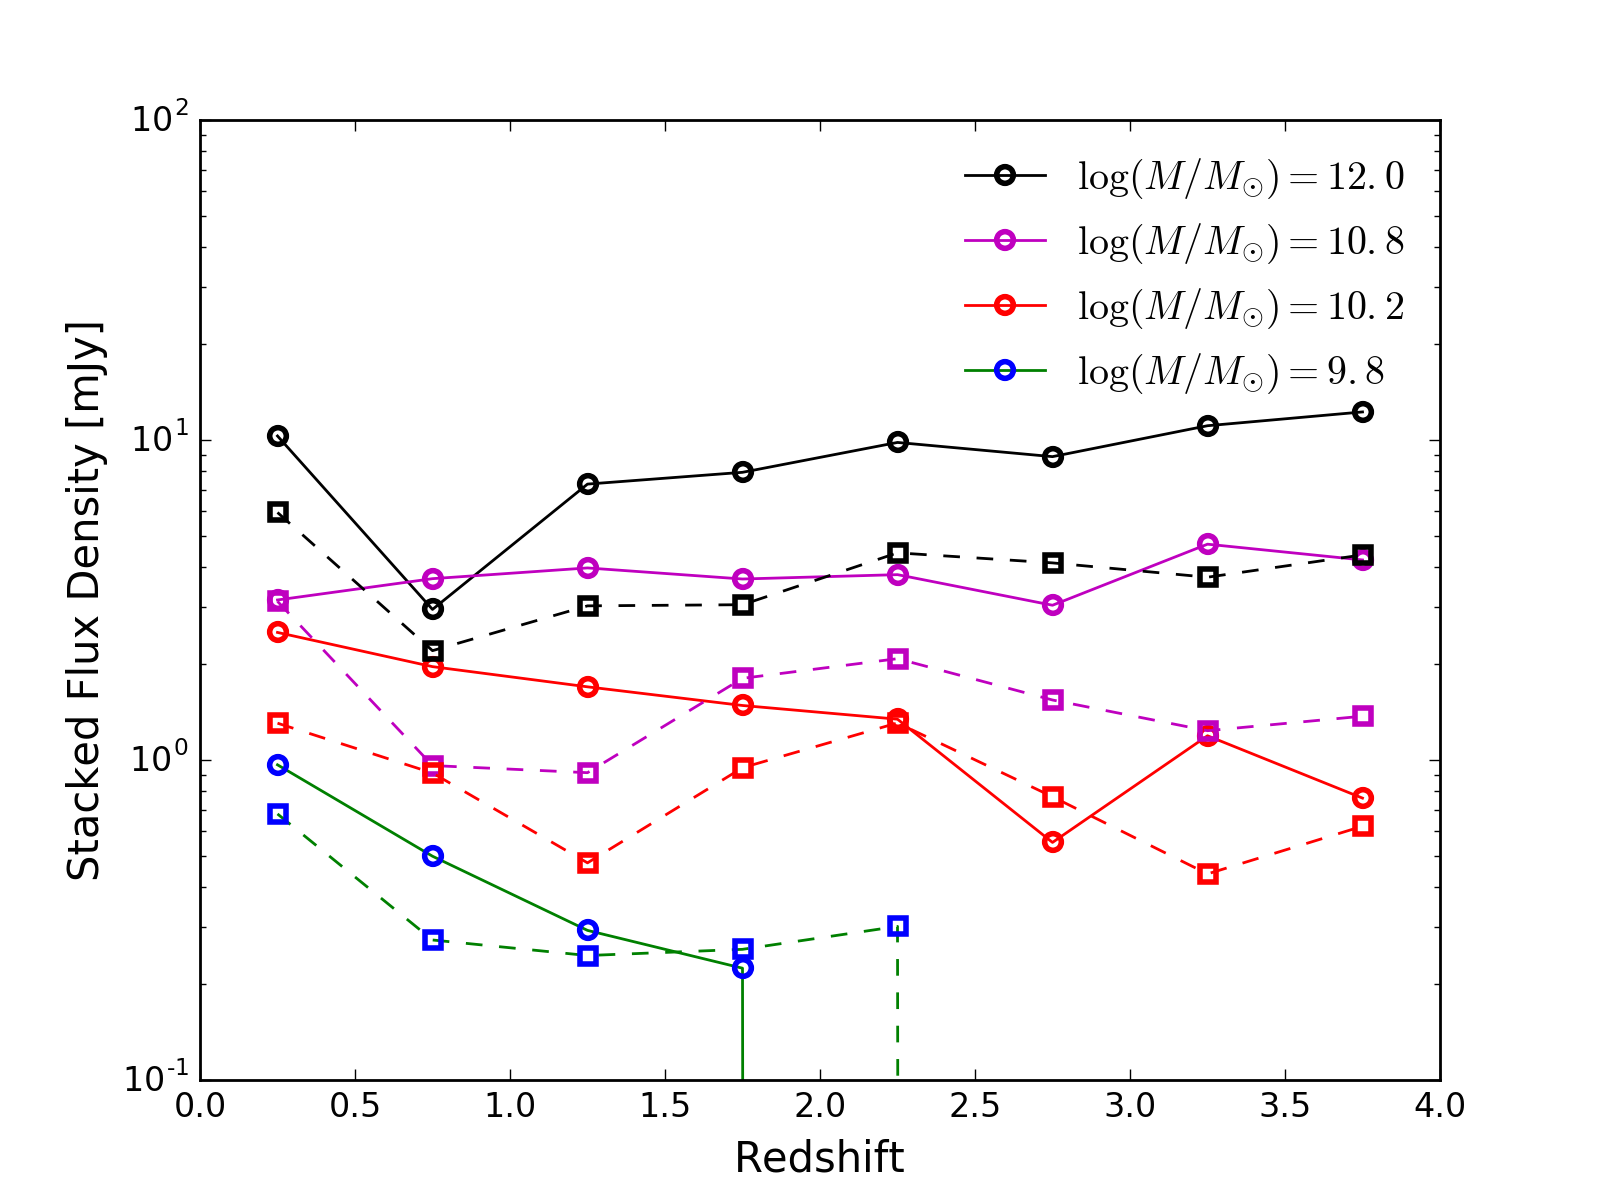 10²
log(M/M☉) = 12.0
log(M/M☉) = 10.8
log(M/M☉) = 10.2
log(M/M☉) = 9.8
10¹
10⁰
10⁻¹
Stacked Flux Density [mJy]
0.0 0.5 1.0 1.5 2.0 2.5 3.0 3.5 4.0
Redshift